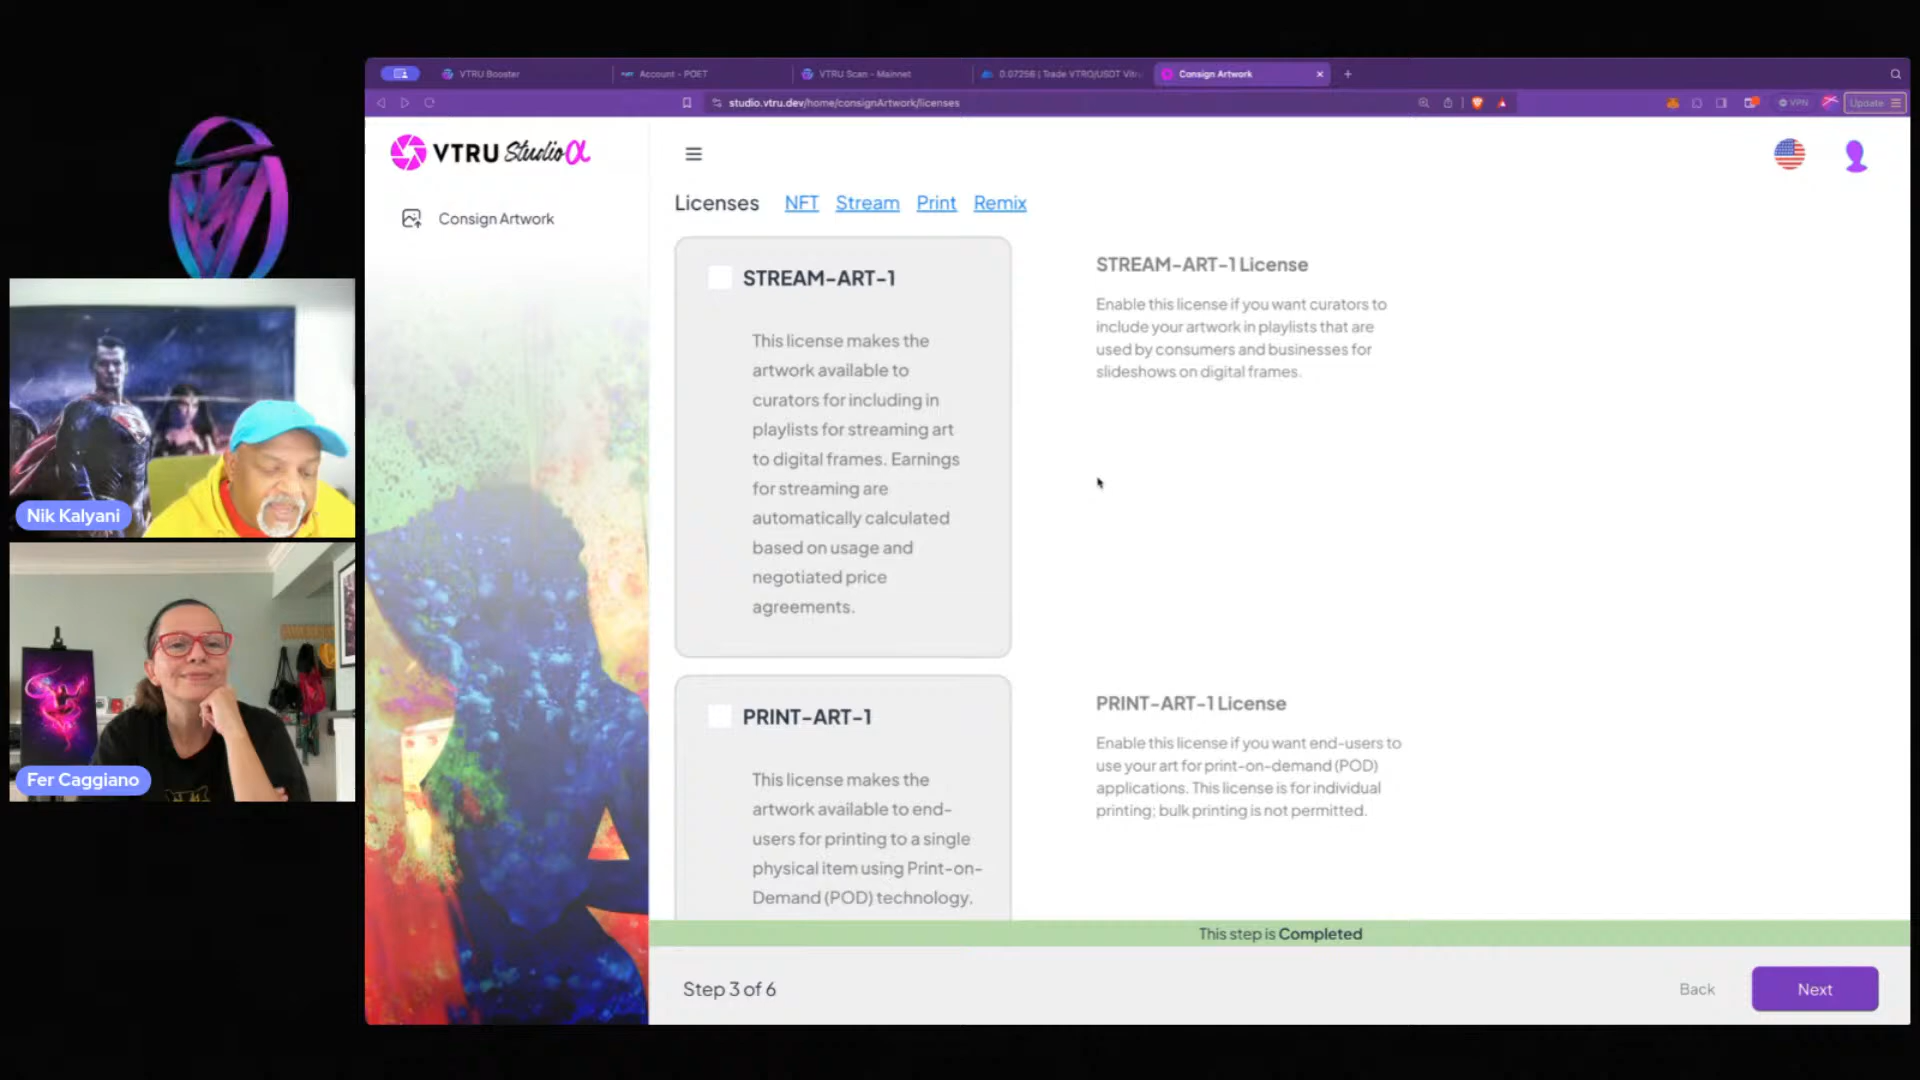 VTRU Booster
Account - POET
VTRU Scan - Mainnet
0.07256 | Trade VTRO/USDT Vitru
Consign Artwork
studio.vtru.dev/home/consignArtwork/licenses
VPN
Update
VTRU Studio α
Consign Artwork
Licenses NFT Stream Print Remix
STREAM-ART-1
This license makes the
artwork available to
curators for including in
playlists for streaming art
to digital frames. Earnings
for streaming are
automatically calculated
based on usage and
negotiated price
agreements.
STREAM-ART-1 License
Enable this license if you want curators to
include your artwork in playlists that are
used by consumers and businesses for
slideshows on digital frames.
PRINT-ART-1
This license makes the
artwork available to end-
users for printing to a single
physical item using Print-on-
Demand (POD) technology.
PRINT-ART-1 License
Enable this license if you want end-users to
use your art for print-on-demand (POD)
applications. This license is for individual
printing; bulk printing is not permitted.
This step is Completed
Step 3 of 6
Back
Next
Nik Kalyani
Fer Caggiano